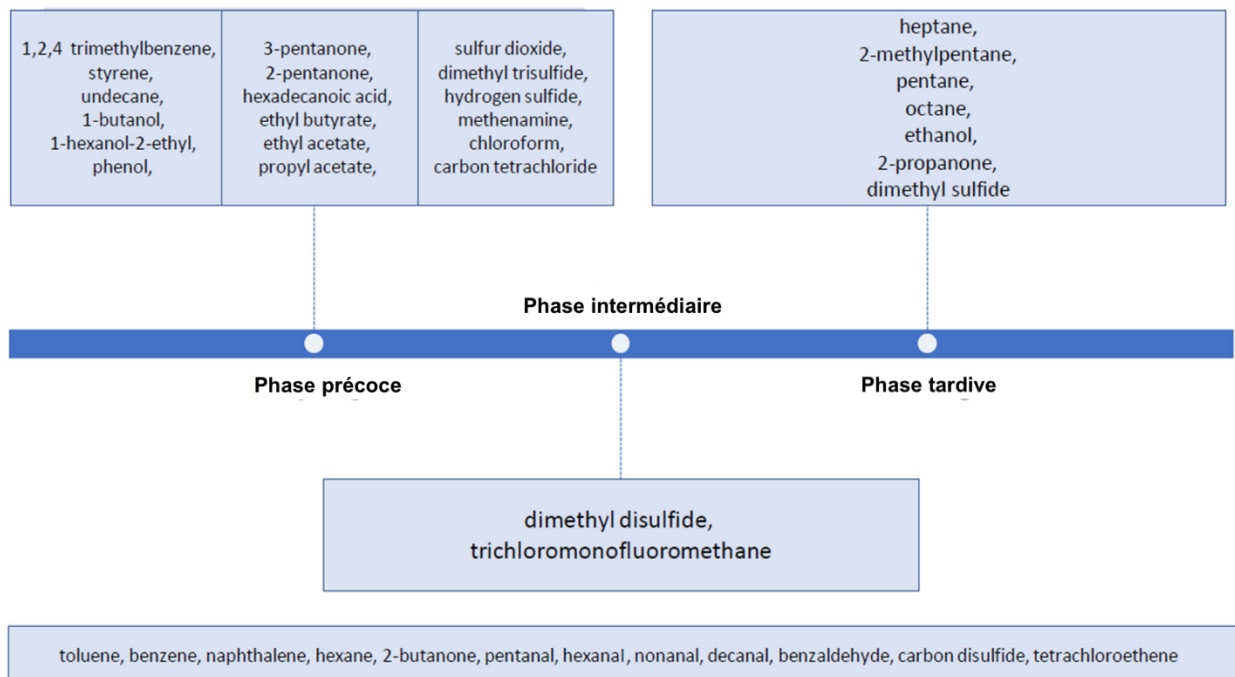 1,2,4 trimethylbenzene,
styrene,
undecane,
1-butanol,
1-hexanol-2-ethyl,
phenol,
3-pentanone,
2-pentanone,
hexadecanoic acid,
ethyl butyrate,
ethyl acetate,
propyl acetate,
sulfur dioxide,
dimethyl trisulfide,
hydrogen sulfide,
methenamine,
chloroform,
carbon tetrachloride
heptane,
2-methylpentane,
pentane,
octane,
ethanol,
2-propanone,
dimethyl sulfide
Phase intermédiaire
Phase précoce
Phase tardive
dimethyl disulfide,
trichloromonofluoromethane
toluene, benzene, naphthalene, hexane, 2-butanone, pentanal, hexanal, nonanal, decanal, benzaldehyde, carbon disulfide, tetrachloroethene